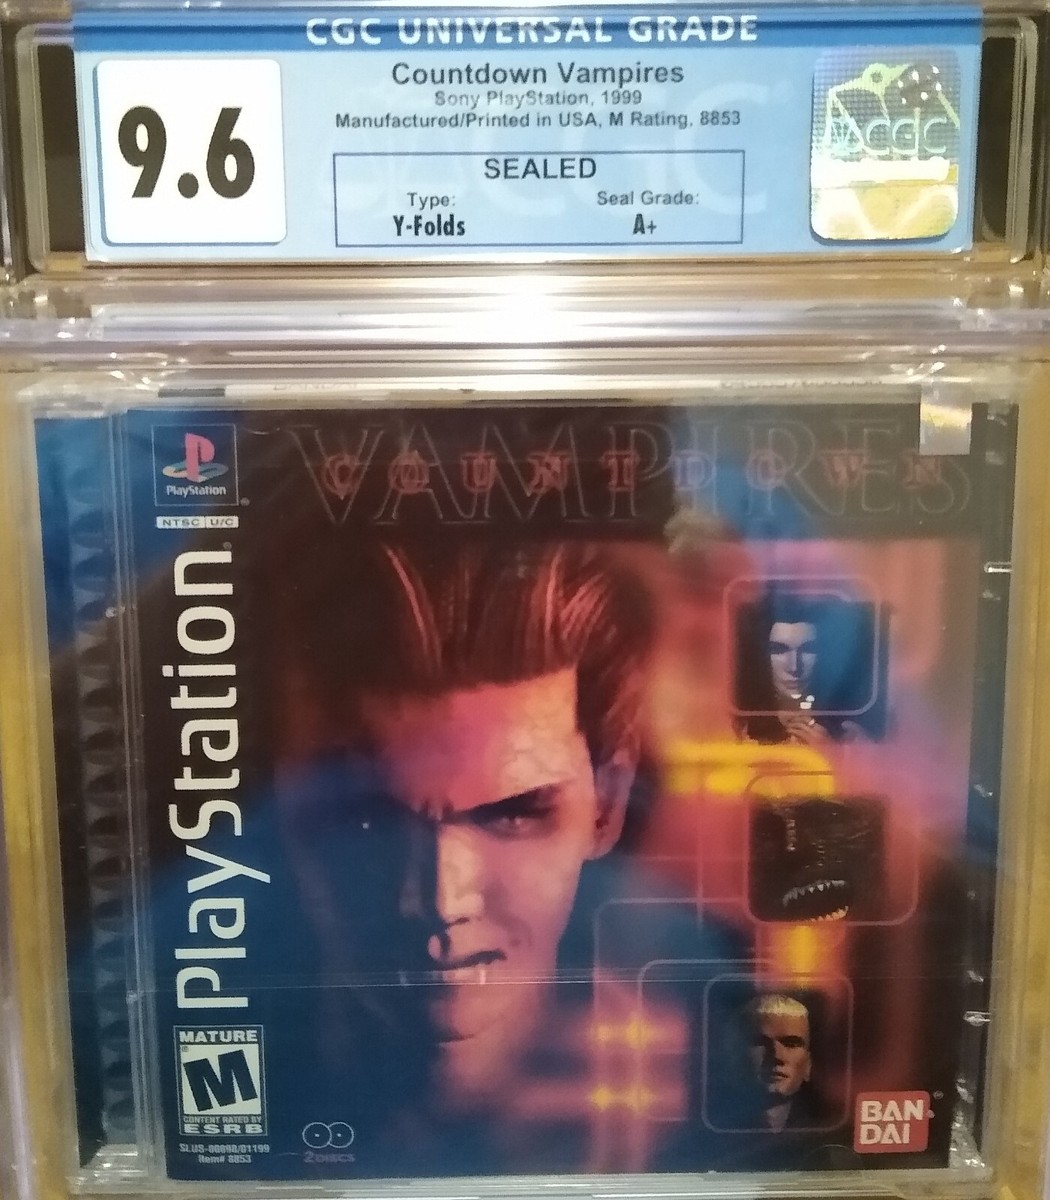 CGC UNIVERSAL GRADE
9.6
Countdown Vampires
Sony PlayStation, 1999
Manufactured/Printed in USA, M Rating, 8853
SEALED
Type:
Seal Grade:
Y-Folds
A+
CGC
PlayStation
NTSC U/C
VAMPIRES
COUNTDOWN
PlayStation
MATURE
M
CONTENT RATED BY
ESRB
SLUS-00898/01199
Item# 8853
2 DISCS
BAN
DAI